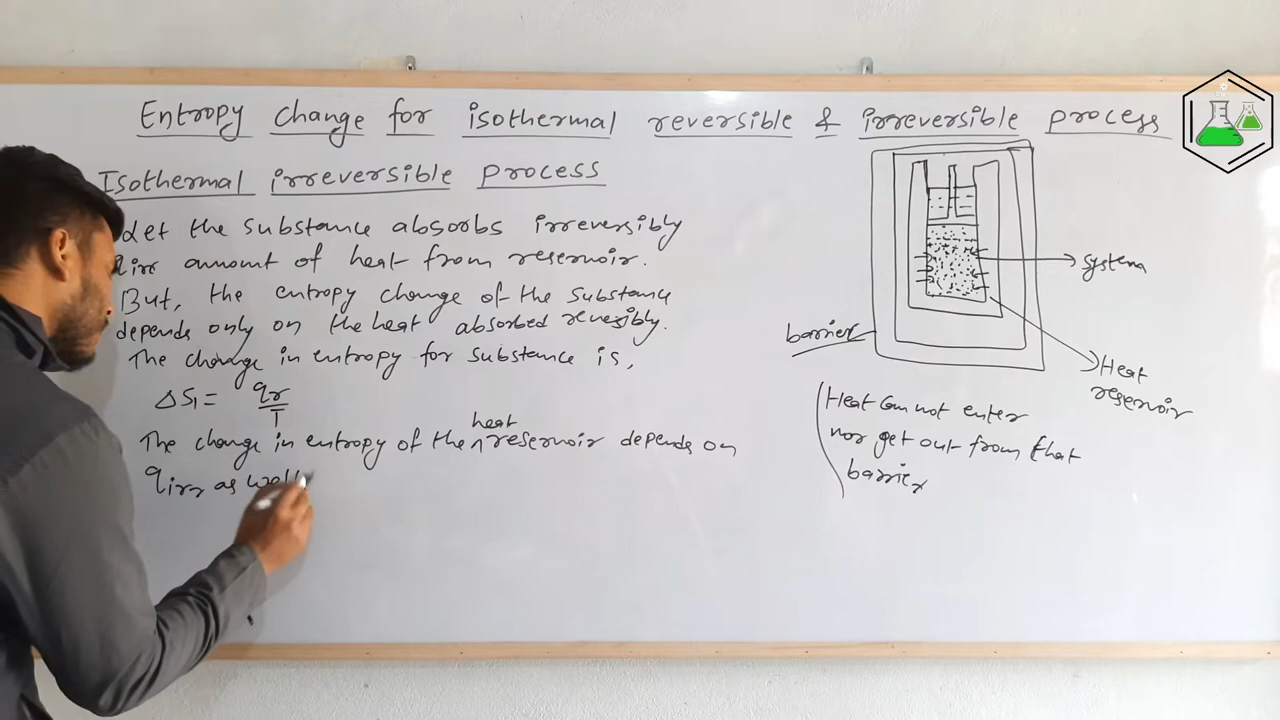 Entropy change for isothermal reversible & irreversible process
Isothermal irreversible process
Let the substance absorbs irreversibly
qirr amount of heat from reservoir.
But, the entropy change of the substance
depends only on the heat absorbed revesibly.
The change in entropy for substance is,
ΔS₁ = qr/T
The change in entropy of the heat reservoir depends on
qirr as well
system
barrier
Heat
reservoir
Heat can not enter
nor get out from that
barrier